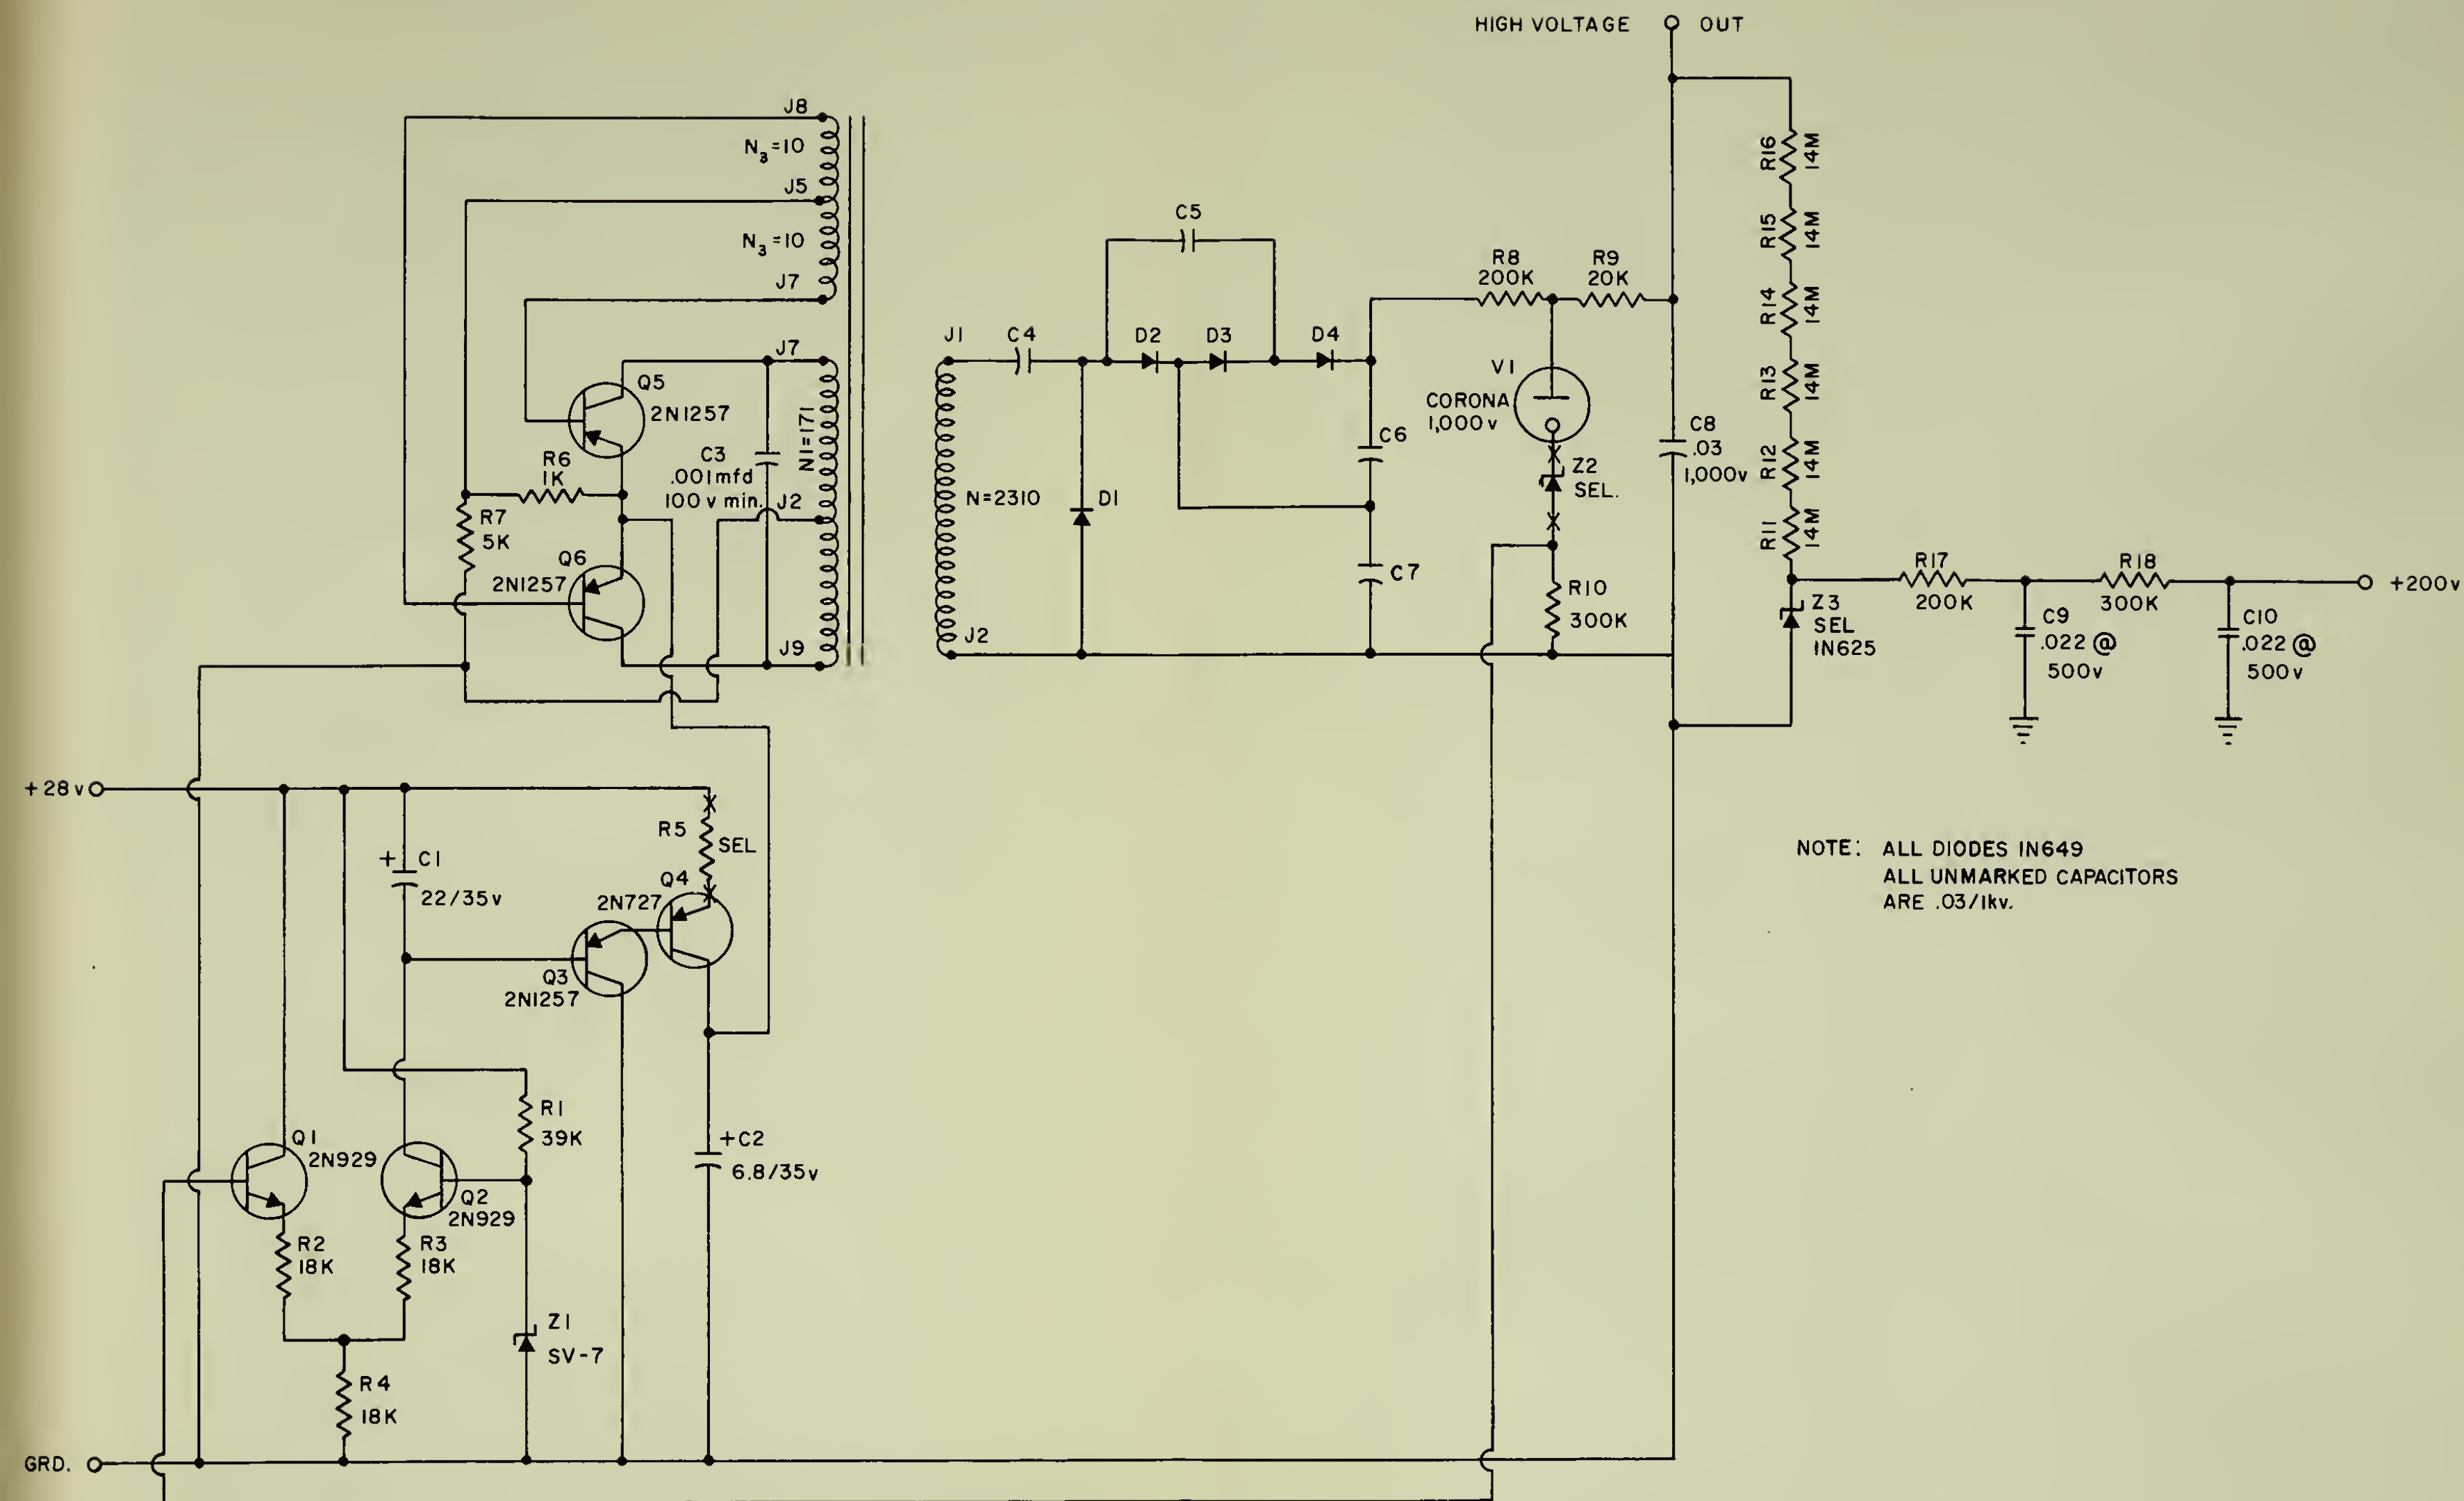 HIGH VOLTAGE OUT
J8
N3=10
J5
N3=10
J7
J7
Q5
2N1257
R6
1K
C3
.001mfd
100 v min.
N1=171
J2
R7
5K
Q6
2N1257
J9
J1
C4
C5
D2
D3
D4
N=2310
D1
J2
C6
C7
R8
200K
R9
20K
V1
CORONA
1,000 v
Z2
SEL.
R10
300K
C8
.03
1,000v
R16
14M
R15
14M
R14
14M
R13
14M
R12
14M
R11
14M
Z3
SEL
IN625
R17
200K
R18
300K
+200v
C9
.022 @
500v
C10
.022 @
500v
+28v
C1
+
22/35v
R5
SEL
Q4
2N727
Q3
2N1257
NOTE: ALL DIODES IN649
ALL UNMARKED CAPACITORS
ARE .03/1kv.
R1
39K
+C2
6.8/35v
Q1
2N929
Q2
2N929
R2
18K
R3
18K
Z1
SV-7
R4
18K
GRD.